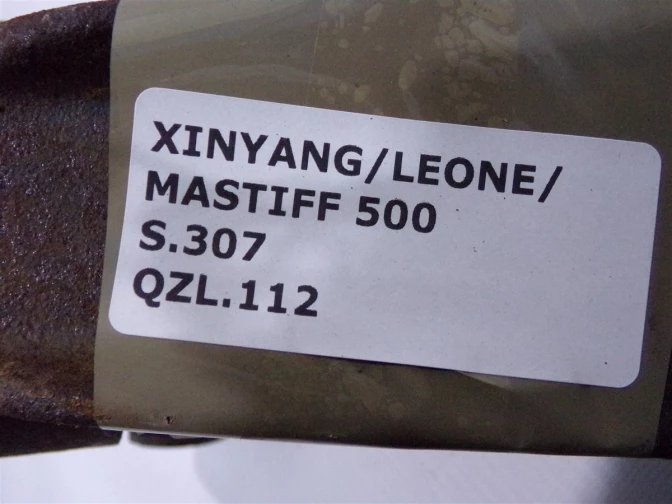 XINYANG/LEONE/
MASTIFF 500
S.307
QZL.112